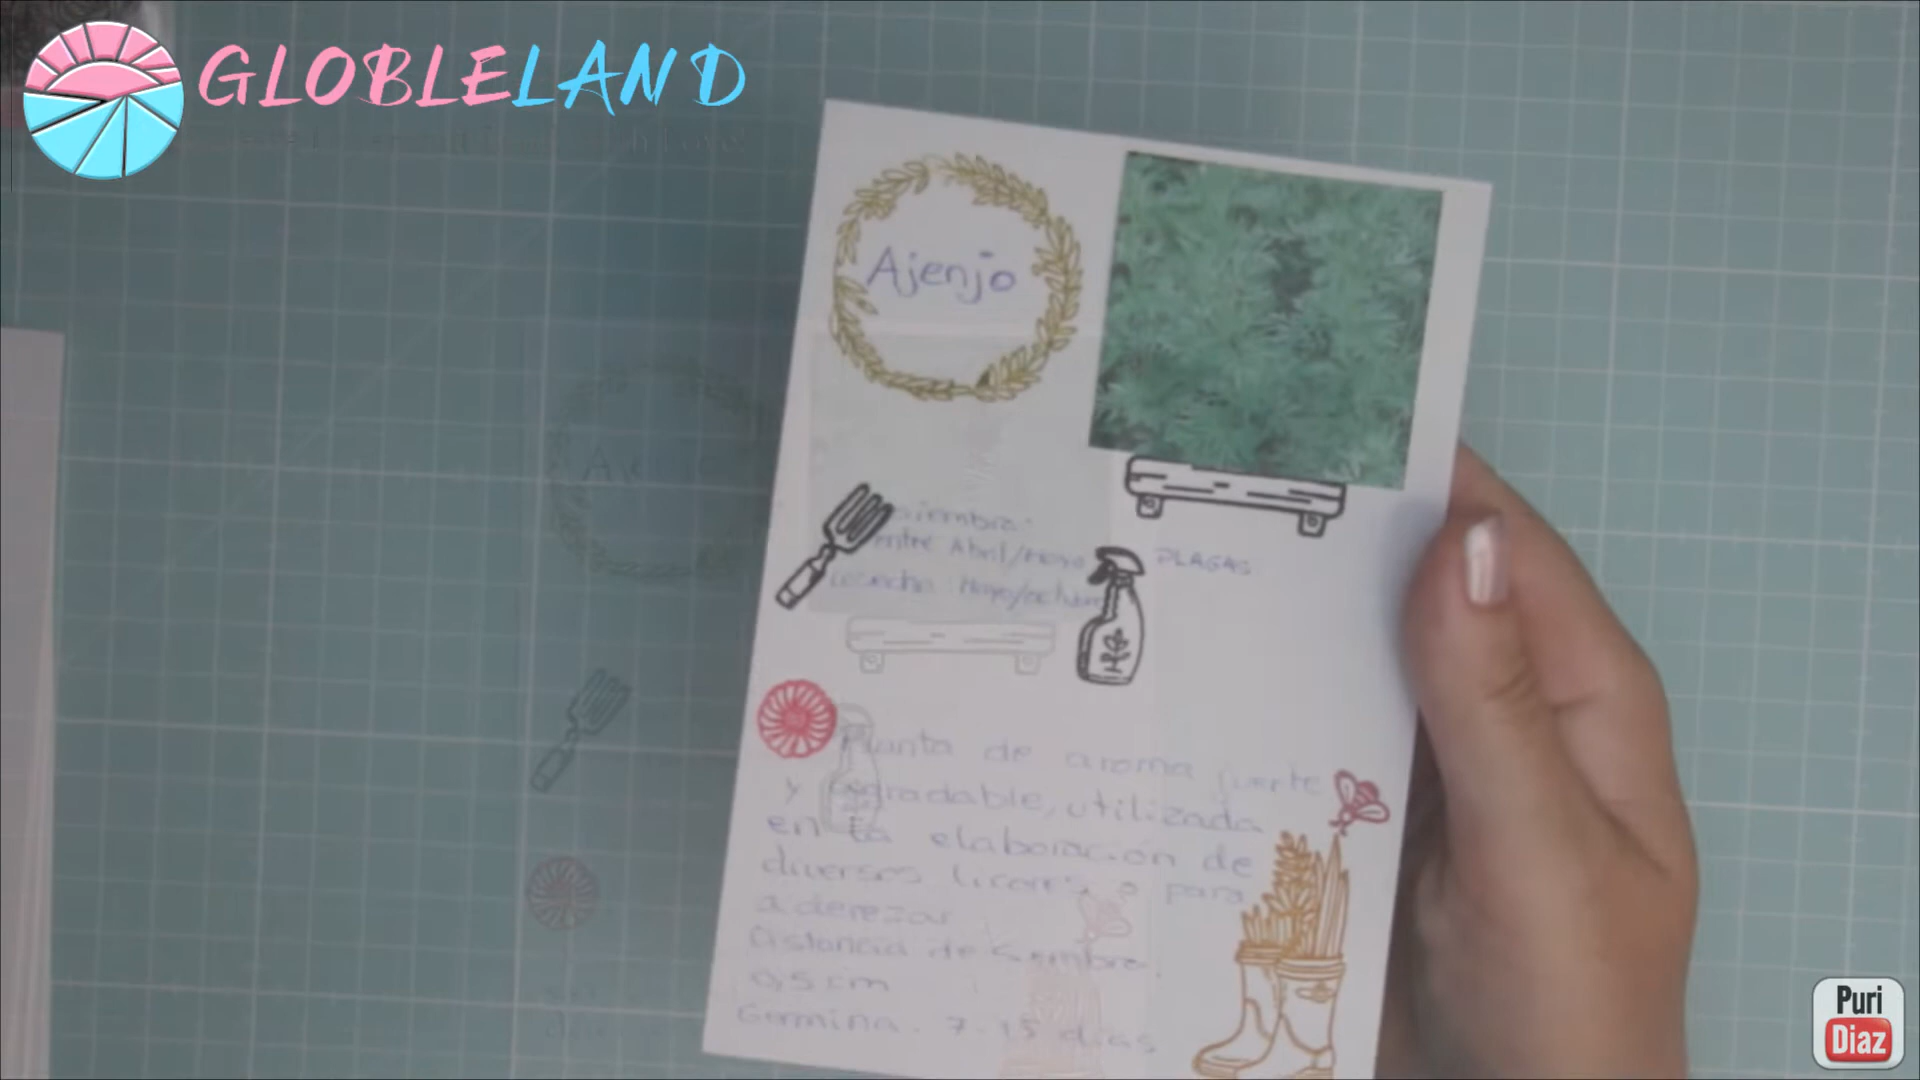 GLOBLELAND
Ajenjo
Siembra:
entre Abril/Mayo
Cosecha: Mayo/octubre
PLAGAS
Planta de aroma fuerte
y agradable, utilizada
en la elaboración de
diversos licores o para
aderezar
Distancia de Siembra:
0,5 cm
Germina. 7-15 días
Puri
Diaz